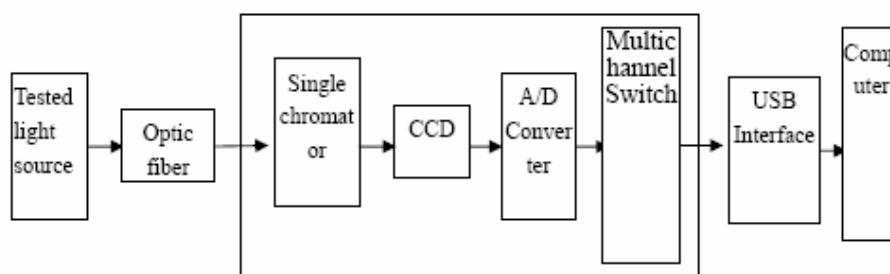 Tested
light
source
Optic
fiber
Single
chromat
or
CCD
A/D
Conver
ter
Multic
hannel
Switch
USB
Interface
Comp
uter